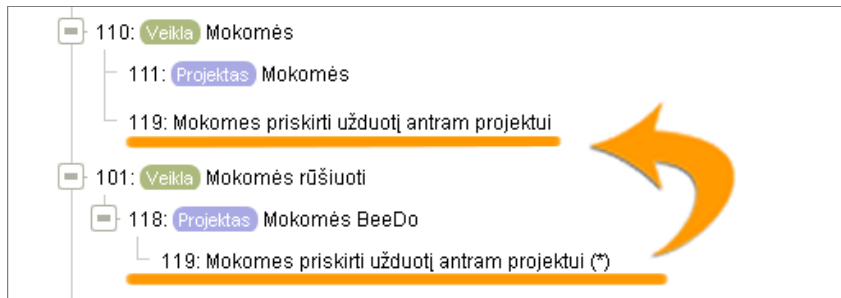 110: Veikla Mokomės
111: Projektas Mokomės
119: Mokomes priskirti užduotį antram projektui
101: Veikla Mokomės rūšiuoti
118: Projektas Mokomės BeeDo
119: Mokomes priskirti užduotį antram projektui (*)